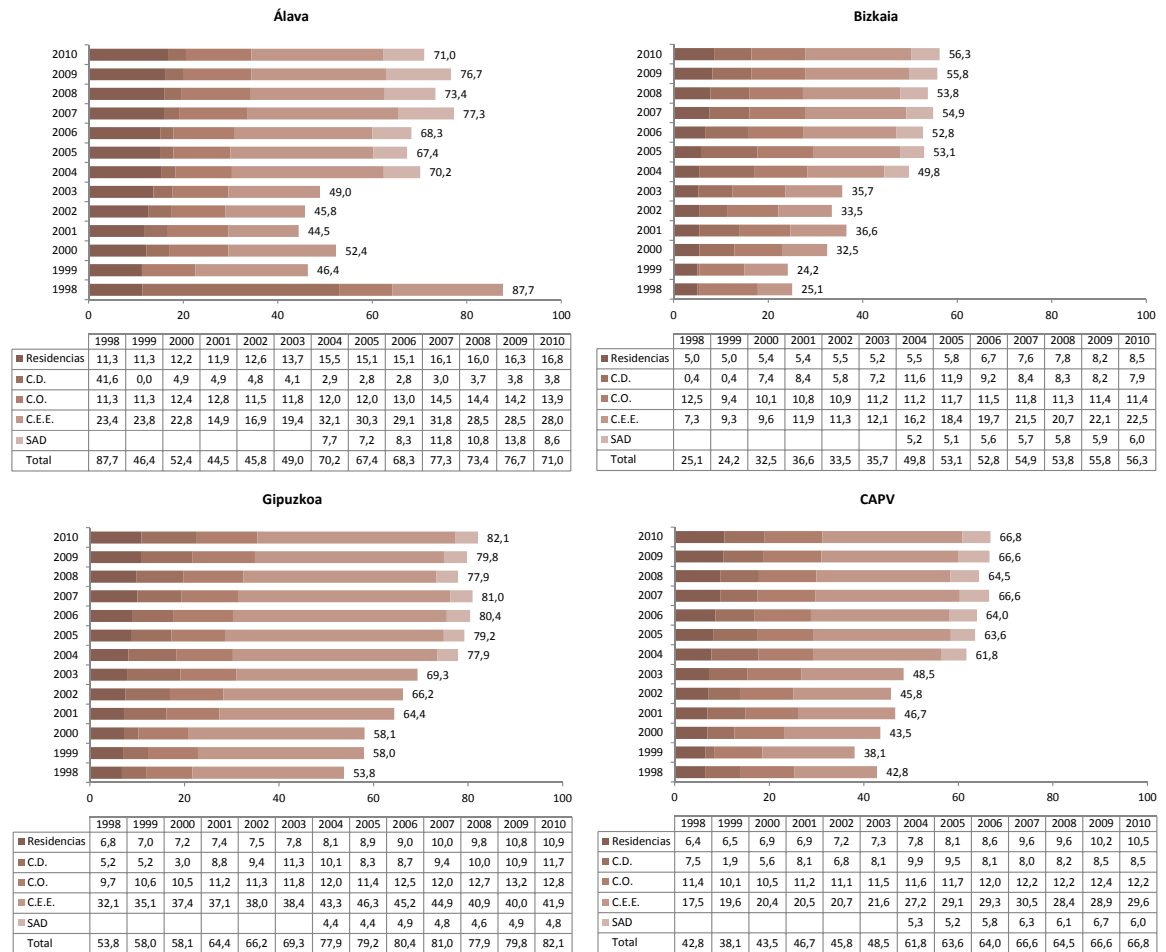 Álava
2010 71,0
2009 76,7
2008 73,4
2007 77,3
2006 68,3
2005 67,4
2004 70,2
2003 49,0
2002 45,8
2001 44,5
2000 52,4
1999 46,4
1998 87,7
0 20 40 60 80 100
1998 1999 2000 2001 2002 2003 2004 2005 2006 2007 2008 2009 2010
Residencias 11,3 11,3 12,2 11,9 12,6 13,7 15,5 15,1 15,1 16,1 16,0 16,3 16,8
C.D. 41,6 0,0 4,9 4,9 4,8 4,1 2,9 2,8 2,8 3,0 3,7 3,8 3,8
C.O. 11,3 11,3 12,4 12,8 11,5 11,8 12,0 12,0 13,0 14,5 14,4 14,2 13,9
C.E.E. 23,4 23,8 22,8 14,9 16,9 19,4 32,1 30,3 29,1 31,8 28,5 28,5 28,0
SAD 7,7 7,2 8,3 11,8 10,8 13,8 8,6
Total 87,7 46,4 52,4 44,5 45,8 49,0 70,2 67,4 68,3 77,3 73,4 76,7 71,0
Bizkaia
2010 56,3
2009 55,8
2008 53,8
2007 54,9
2006 52,8
2005 53,1
2004 49,8
2003 35,7
2002 33,5
2001 36,6
2000 32,5
1999 24,2
1998 25,1
0 20 40 60 80 100
1998 1999 2000 2001 2002 2003 2004 2005 2006 2007 2008 2009 2010
Residencias 5,0 5,0 5,4 5,4 5,5 5,2 5,5 5,8 6,7 7,6 7,8 8,2 8,5
C.D. 0,4 0,4 7,4 8,4 5,8 7,2 11,6 11,9 9,2 8,4 8,3 8,2 7,9
C.O. 12,5 9,4 10,1 10,8 10,9 11,2 11,2 11,7 11,5 11,8 11,3 11,4 11,4
C.E.E. 7,3 9,3 9,6 11,9 11,3 12,1 16,2 18,4 19,7 21,5 20,7 22,1 22,5
SAD 5,2 5,1 5,6 5,7 5,8 5,9 6,0
Total 25,1 24,2 32,5 36,6 33,5 35,7 49,8 53,1 52,8 54,9 53,8 55,8 56,3
Gipuzkoa
2010 82,1
2009 79,8
2008 77,9
2007 81,0
2006 80,4
2005 79,2
2004 77,9
2003 69,3
2002 66,2
2001 64,4
2000 58,1
1999 58,0
1998 53,8
0 20 40 60 80 100
1998 1999 2000 2001 2002 2003 2004 2005 2006 2007 2008 2009 2010
Residencias 6,8 7,0 7,2 7,4 7,5 7,8 8,1 8,9 9,0 10,0 9,8 10,8 10,9
C.D. 5,2 5,2 3,0 8,8 9,4 11,3 10,1 8,3 8,7 9,4 10,0 10,9 11,7
C.O. 9,7 10,6 10,5 11,2 11,3 11,8 12,0 11,4 12,5 12,0 12,7 13,2 12,8
C.E.E. 32,1 35,1 37,4 37,1 38,0 38,4 43,3 46,3 45,2 44,9 40,9 40,0 41,9
SAD 4,4 4,4 4,9 4,8 4,6 4,9 4,8
Total 53,8 58,0 58,1 64,4 66,2 69,3 77,9 79,2 80,4 81,0 77,9 79,8 82,1
CAPV
2010 66,8
2009 66,6
2008 64,5
2007 66,6
2006 64,0
2005 63,6
2004 61,8
2003 48,5
2002 45,8
2001 46,7
2000 43,5
1999 38,1
1998 42,8
0 20 40 60 80 100
1998 1999 2000 2001 2002 2003 2004 2005 2006 2007 2008 2009 2010
Residencias 6,4 6,5 6,9 6,9 7,2 7,3 7,8 8,1 8,6 9,6 9,6 10,2 10,5
C.D. 7,5 1,9 5,6 8,1 6,8 8,1 9,9 9,5 8,1 8,0 8,2 8,5 8,5
C.O. 11,4 10,1 10,5 11,2 11,1 11,5 11,6 11,7 12,0 12,2 12,2 12,4 12,2
C.E.E. 17,5 19,6 20,4 20,5 20,7 21,6 27,2 29,1 29,3 30,5 28,4 28,9 29,6
SAD 5,3 5,2 5,8 6,3 6,1 6,7 6,0
Total 42,8 38,1 43,5 46,7 45,8 48,5 61,8 63,6 64,0 66,6 64,5 66,6 66,8